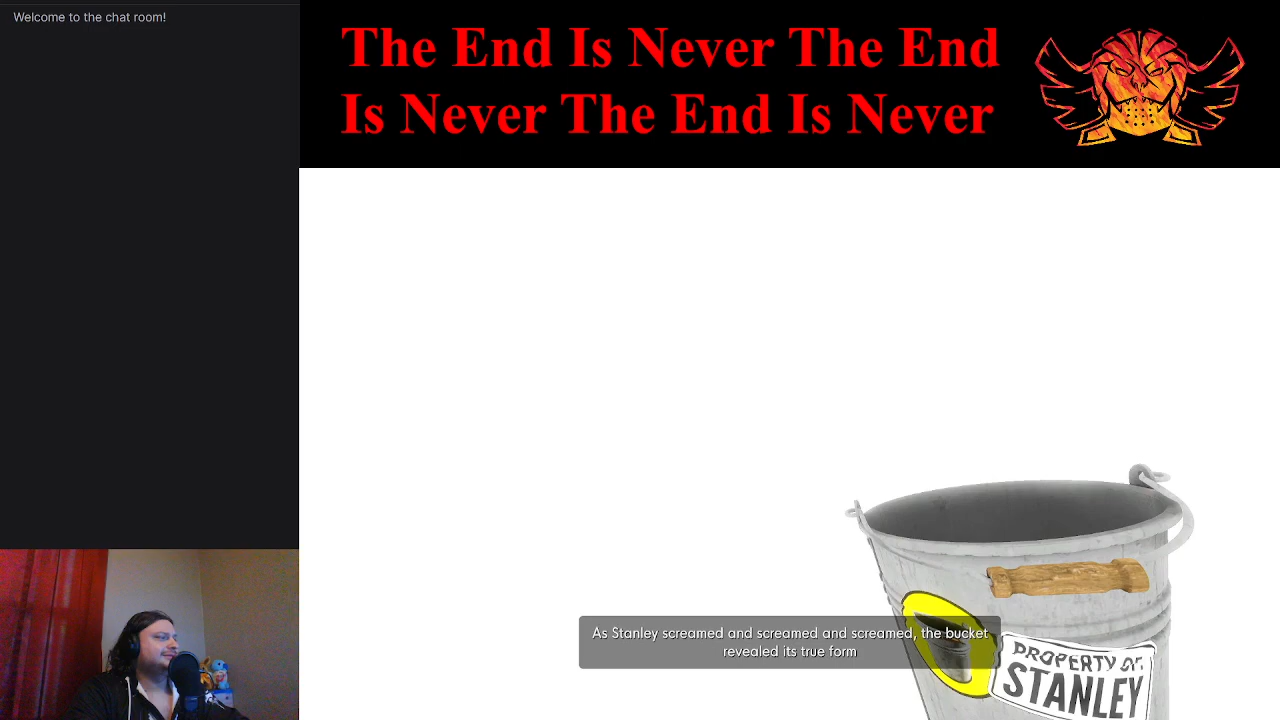 Welcome to the chat room!
The End Is Never The End
Is Never The End Is Never
As Stanley screamed and screamed and screamed, the bucket
revealed its true form
PROPERTY OF
STANLEY